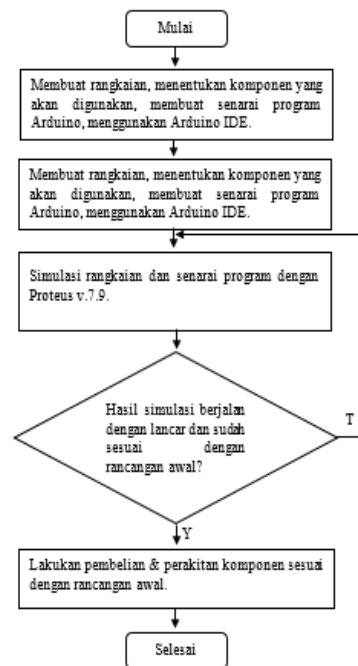 Mulai
Membuat rangkaian, menentukan komponen yang
akan digunakan, membuat senarai program
Arduino, menggunakan Arduino IDE.
Membuat rangkaian, menentukan komponen yang
akan digunakan, membuat senarai program
Arduino, menggunakan Arduino IDE.
Simulasi rangkaian dan senarai program dengan
Proteus v.7.9.
Hasil simulasi berjalan
dengan lancar dan sudah
sesuai dengan
rancangan awal?
T
Y
Lakukan pembelian & perakitan komponen sesuai
dengan rancangan awal.
Selesai